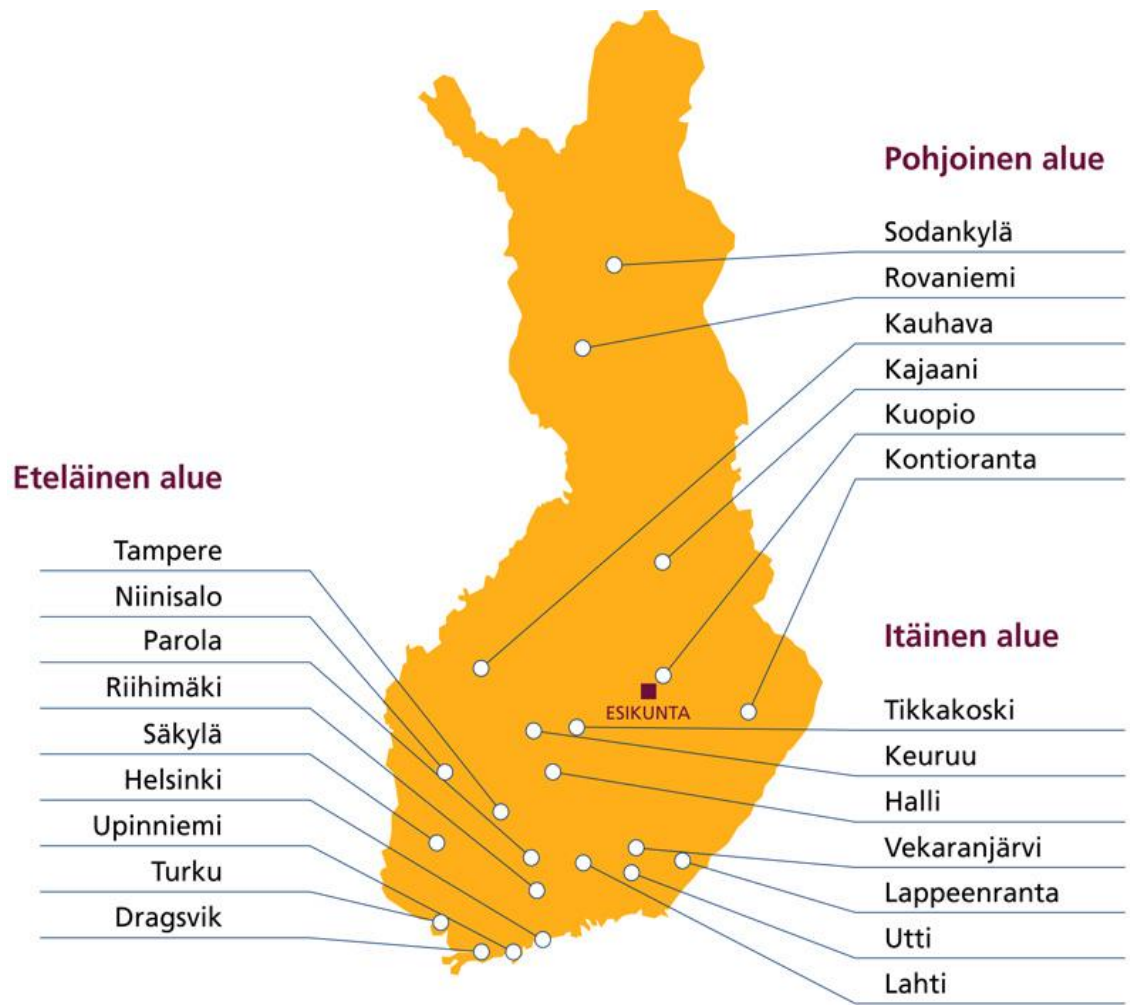 Pohjoinen alue
Sodankylä
Rovaniemi
Kauhava
Kajaani
Kuopio
Kontioranta
Eteläinen alue
Tampere
Niinisalo
Parola
Riihimäki
Säkylä
Helsinki
Upinniemi
Turku
Dragsvik
ESIKUNTA
Itäinen alue
Tikkakoski
Keuruu
Halli
Vekaranjärvi
Lappeenranta
Utti
Lahti